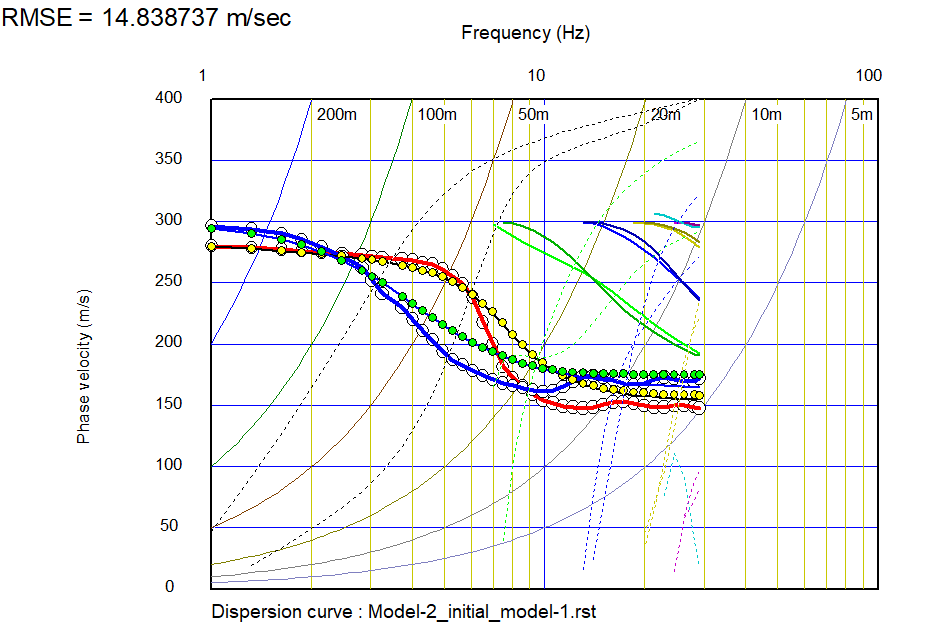 RMSE = 14.838737 m/sec
Frequency (Hz)
1 10 100
400 200m 100m 50m 20m 10m 5m
350
300
250
200
150
100
50
0
Phase velocity (m/s)
Dispersion curve : Model-2_initial_model-1.rst